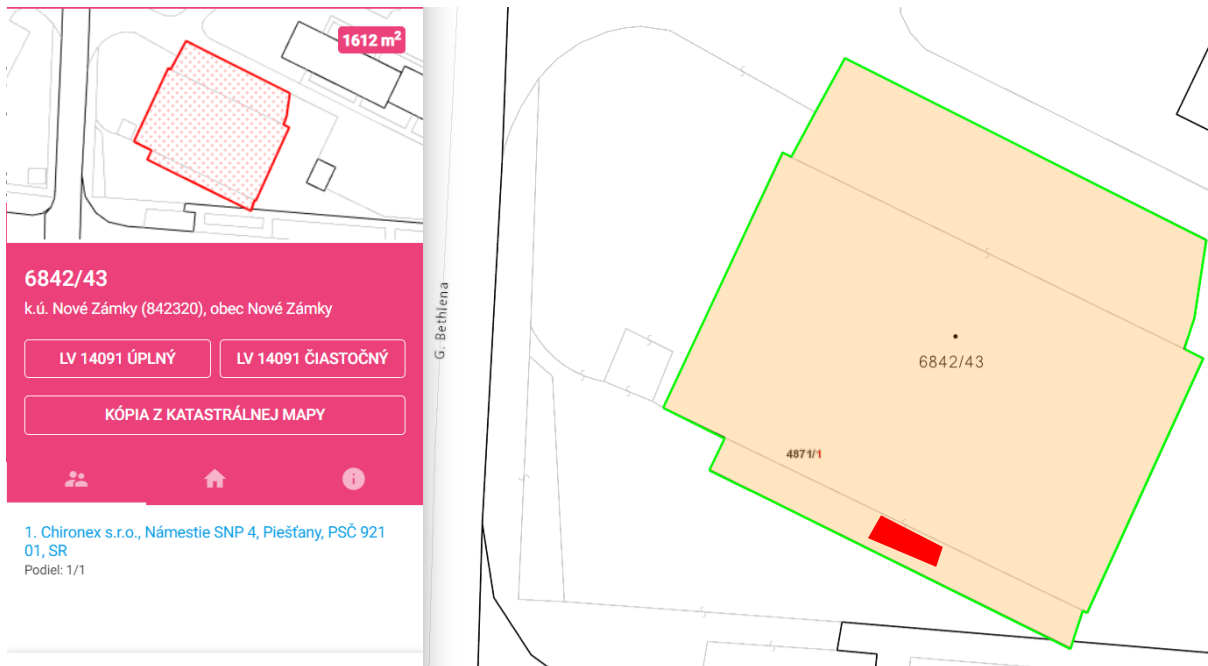 1612 m²
6842/43
k.ú. Nové Zámky (842320), obec Nové Zámky
LV 14091 ÚPLNÝ
LV 14091 ČIASTOČNÝ
KÓPIA Z KATASTRÁLNEJ MAPY
1. Chironex s.r.o., Námestie SNP 4, Piešťany, PSČ 921
01, SR
Podiel: 1/1
G. Bethlena
6842/43
4871/1